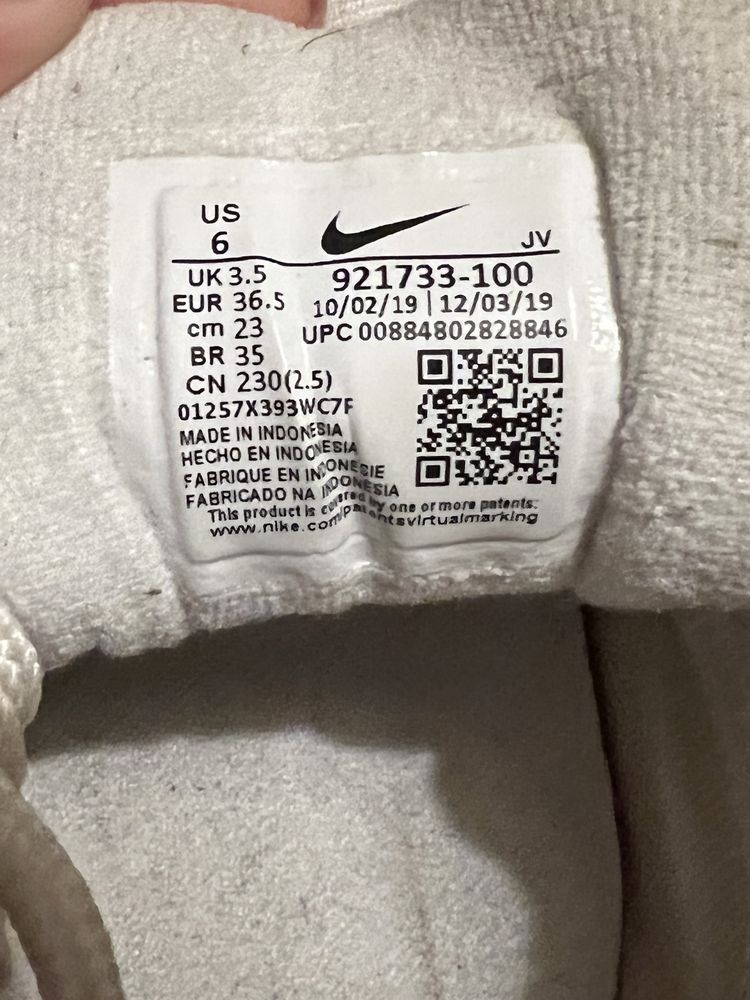 US
6
JV
UK 3.5
921733-100
EUR 36.5
10/02/19 | 12/03/19
cm 23
UPC 00884802828846
BR 35
CN 230(2.5)
01257X393WC7F
MADE IN INDONESIA
HECHO EN INDONESIA
FABRIQUE EN INDONESIE
FABRICADO NA INDONESIA
This product is covered by one or more patents.
www.nike.com/patentsvirtualmarking